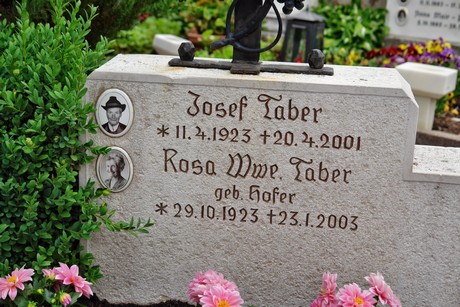 Josef Taber
* 11.4.1923 +20.4.2001
Rosa Wwe. Taber
geb. Hofer
* 29.10.1923 +23.1.2003